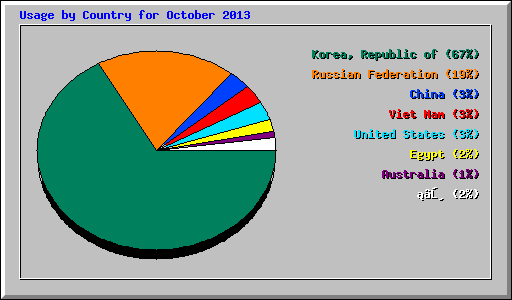 Usage by Country for October 2013
Korea, Republic of (67%)
Russian Federation (19%)
China (3%)
Viet Nam (3%)
United States (3%)
Egypt (2%)
Australia (1%)
(2%)